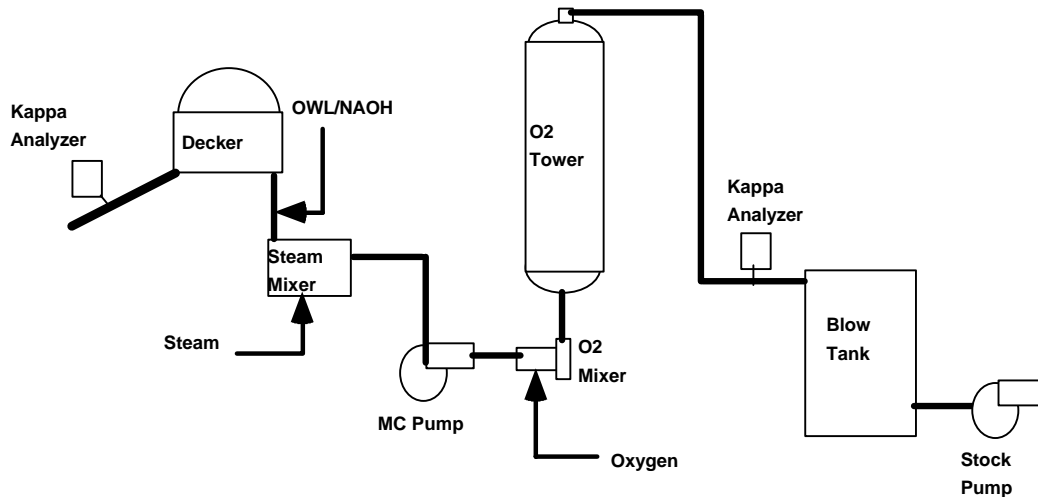 Kappa
Analyzer
Decker
OWL/NAOH
Steam
Mixer
Steam
MC Pump
O2
Tower
O2
Mixer
Oxygen
Kappa
Analyzer
Blow
Tank
Stock
Pump